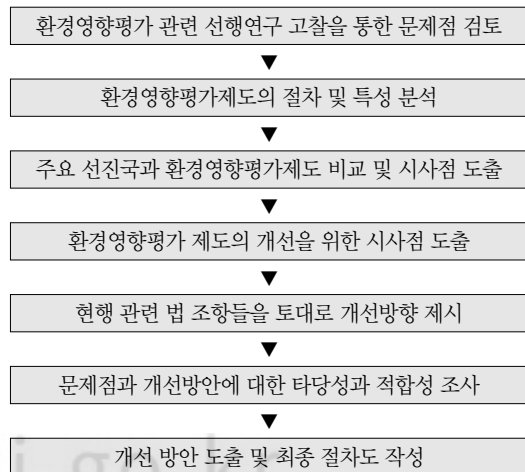 환경영향평가 관련 선행연구 고찰을 통한 문제점 검토
▼
환경영향평가제도의 절차 및 특성 분석
▼
주요 선진국과 환경영향평가제도 비교 및 시사점 도출
▼
환경영향평가 제도의 개선을 위한 시사점 도출
▼
현행 관련 법 조항들을 토대로 개선방향 제시
▼
문제점과 개선방안에 대한 타당성과 적합성 조사
▼
개선 방안 도출 및 최종 절차도 작성